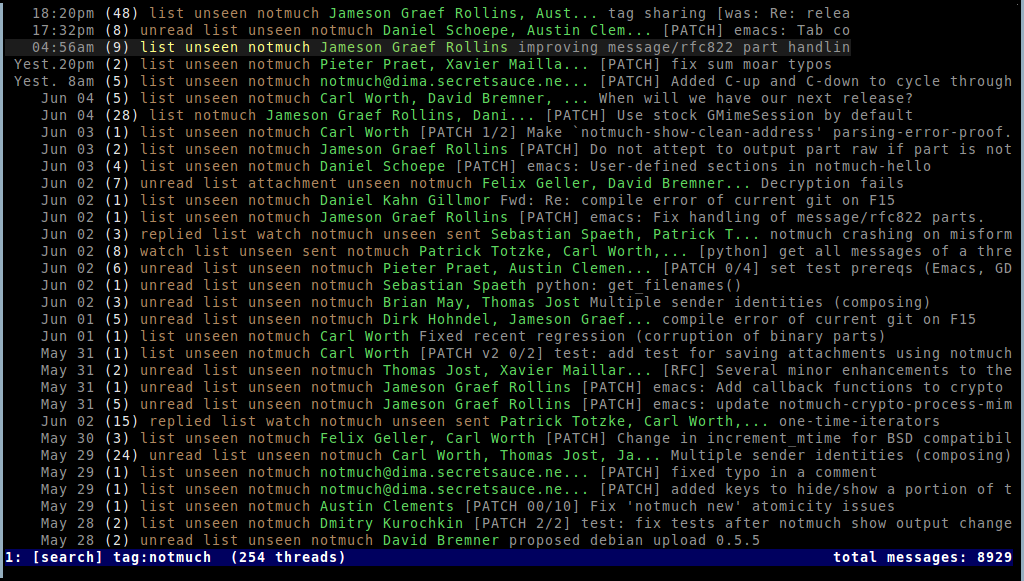 18:20pm (48) list unseen notmuch Jameson Graef Rollins, Aust... tag sharing [was: Re: relea
17:32pm (8) unread list unseen notmuch Daniel Schoepe, Austin Clem... [PATCH] emacs: Tab co
04:56am (9) list unseen notmuch Jameson Graef Rollins improving message/rfc822 part handlin
Yest.20pm (2) list unseen notmuch Pieter Praet, Xavier Mailla... [PATCH] fix sum moar typos
Yest. 8am (5) list unseen notmuch notmuch@dima.secretsauce.ne... [PATCH] Added C-up and C-down to cycle through
Jun 04 (5) list unseen notmuch Carl Worth, David Bremner, ... When will we have our next release?
Jun 04 (28) list notmuch Jameson Graef Rollins, Dani... [PATCH] Use stock GMimeSession by default
Jun 03 (1) list unseen notmuch Carl Worth [PATCH 1/2] Make `notmuch-show-clean-address' parsing-error-proof.
Jun 03 (2) list unseen notmuch Jameson Graef Rollins [PATCH] Do not attept to output part raw if part is not
Jun 03 (4) list unseen notmuch Daniel Schoepe [PATCH] emacs: User-defined sections in notmuch-hello
Jun 02 (7) unread list attachment unseen notmuch Felix Geller, David Bremner... Decryption fails
Jun 02 (1) list unseen notmuch Daniel Kahn Gillmor Fwd: Re: compile error of current git on F15
Jun 02 (1) list unseen notmuch Jameson Graef Rollins [PATCH] emacs: Fix handling of message/rfc822 parts.
Jun 02 (3) replied list watch notmuch unseen sent Sebastian Spaeth, Patrick T... notmuch crashing on misform
Jun 02 (8) watch list unseen sent notmuch Patrick Totzke, Carl Worth,... [python] get all messages of a thre
Jun 02 (6) unread list unseen notmuch Pieter Praet, Austin Clemen... [PATCH 0/4] set test prereqs (Emacs, GD
Jun 02 (1) unread list unseen notmuch Sebastian Spaeth python: get_filenames()
Jun 02 (3) unread list unseen notmuch Brian May, Thomas Jost Multiple sender identities (composing)
Jun 01 (5) unread list unseen notmuch Dirk Hohndel, Jameson Graef... compile error of current git on F15
Jun 01 (1) list unseen notmuch Carl Worth Fixed recent regression (corruption of binary parts)
May 31 (1) list unseen notmuch Carl Worth [PATCH v2 0/2] test: add test for saving attachments using notmuch
May 31 (2) unread list unseen notmuch Thomas Jost, Xavier Maillar... [RFC] Several minor enhancements to the
May 31 (1) unread list unseen notmuch Jameson Graef Rollins [PATCH] emacs: Add callback functions to crypto
May 31 (5) unread list unseen notmuch Jameson Graef Rollins [PATCH] emacs: update notmuch-crypto-process-mim
Jun 02 (15) replied list watch notmuch unseen sent Patrick Totzke, Carl Worth,... one-time-iterators
May 30 (3) list unseen notmuch Felix Geller, Carl Worth [PATCH] Change in increment_mtime for BSD compatibil
May 29 (24) unread list unseen notmuch Carl Worth, Thomas Jost, Ja... Multiple sender identities (composing)
May 29 (1) list unseen notmuch notmuch@dima.secretsauce.ne... [PATCH] fixed typo in a comment
May 29 (1) list unseen notmuch notmuch@dima.secretsauce.ne... [PATCH] added keys to hide/show a portion of t
May 29 (1) list unseen notmuch Austin Clements [PATCH 00/10] Fix 'notmuch new' atomicity issues
May 28 (2) list unseen notmuch Dmitry Kurochkin [PATCH 2/2] test: fix tests after notmuch show output change
May 28 (2) unread list unseen notmuch David Bremner proposed debian upload 0.5.5
1: [search] tag:notmuch (254 threads) total messages: 8929